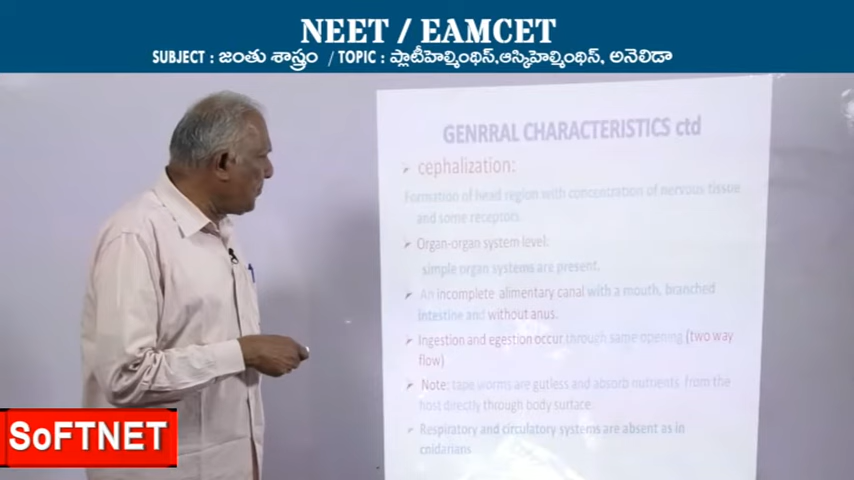 NEET / EAMCET
SUBJECT : జంతు శాస్త్రం / TOPIC : ప్లాటీహెల్మింథిస్,ఆస్కిహెల్మింథిస్, అనెలిడా
GENRRAL CHARACTERISTICS ctd
➤ cephalization:
Formation of head region with concentration of nervous tissue
and some receptors.
➤ Organ-organ system level:
simple organ systems are present.
➤ An incomplete alimentary canal with a mouth, branched
intestine and without anus.
➤ Ingestion and egestion occur through same opening (two way
flow)
➤ Note: tape worms are gutless and absorb nutrients from the
host directly through body surface.
➤ Respiratory and circulatory systems are absent as in
cnidarians
SoFTNET